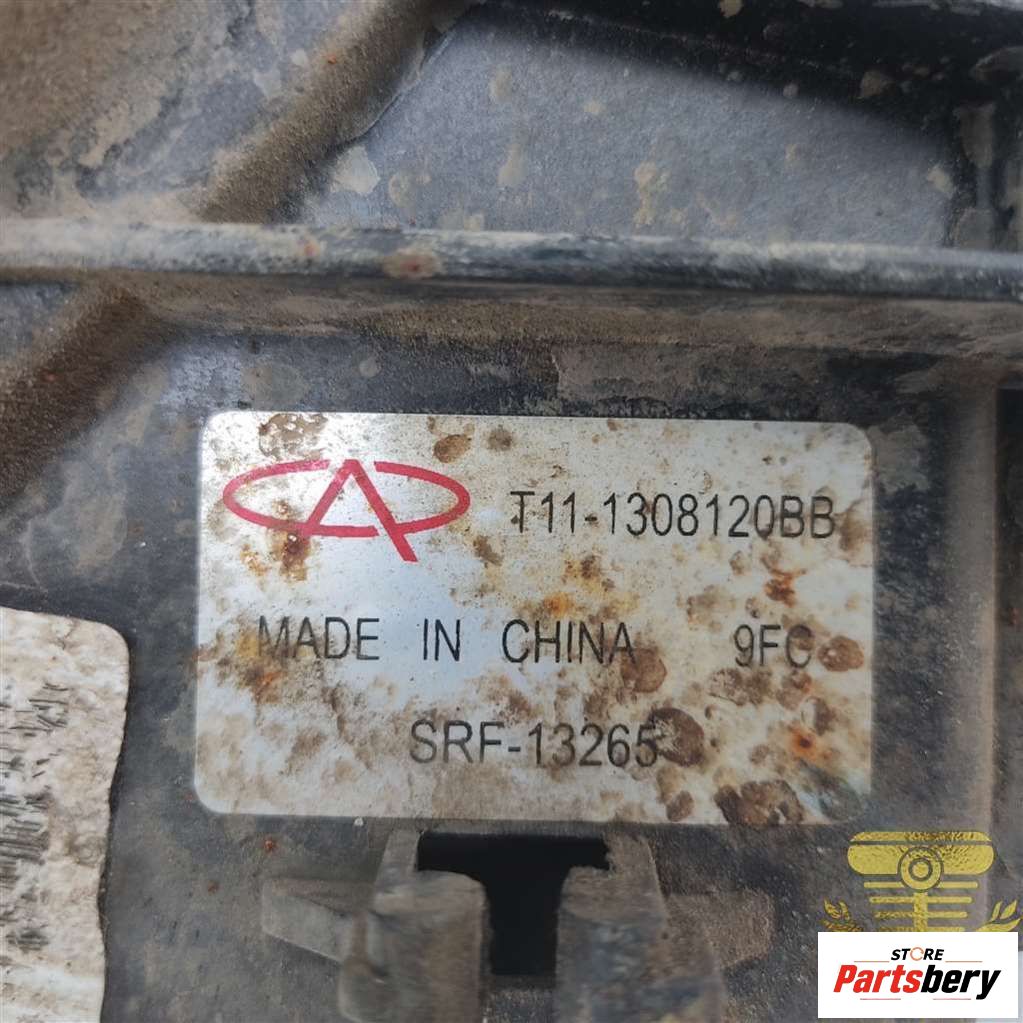 T11-1308120BB
MADE IN CHINA 9FC
SRF-13265
STORE
Partsbery